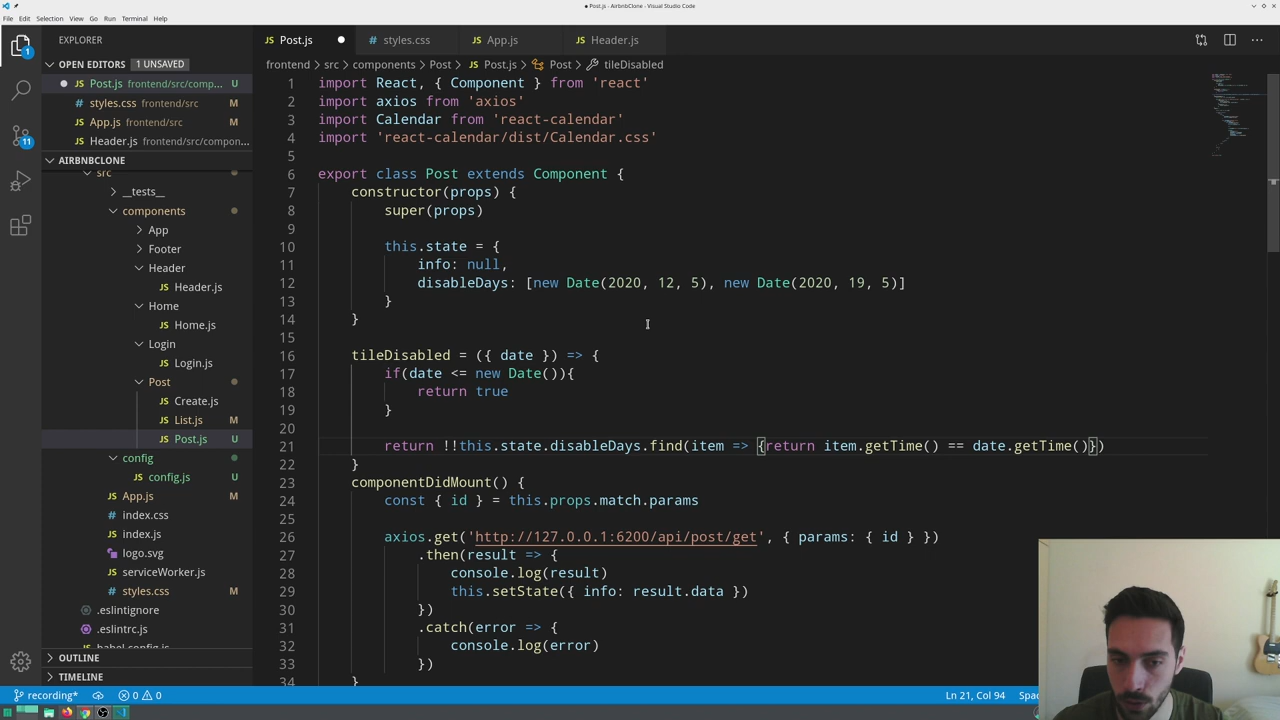 ● Post.js - AirbnbClone - Visual Studio Code
File Edit Selection View Go Run Terminal Help
EXPLORER
OPEN EDITORS 1 UNSAVED
JS Post.js frontend/src/comp... U
# styles.css frontend/src M
JS App.js frontend/src M
JS Header.js frontend/src/compon...
AIRBNBCLONE
src
__tests__
components
App
Footer
Header
JS Header.js
Home
JS Home.js
Login
JS Login.js
Post
JS Create.js
JS List.js M
JS Post.js U
config
JS config.js U
JS App.js M
# index.css
JS index.js
logo.svg
JS serviceWorker.js
# styles.css M
.eslintignore
.eslintrc.js
babel.config.js
OUTLINE
TIMELINE
JS Post.js ●
# styles.css
JS App.js
JS Header.js
frontend > src > components > Post > JS Post.js > Post > tileDisabled
1 import React, { Component } from 'react'
2 import axios from 'axios'
3 import Calendar from 'react-calendar'
4 import 'react-calendar/dist/Calendar.css'
5
6 export class Post extends Component {
7 constructor(props) {
8 super(props)
9
10 this.state = {
11 info: null,
12 disableDays: [new Date(2020, 12, 5), new Date(2020, 19, 5)]
13 }
14 }
15
16 tileDisabled = ({ date }) => {
17 if(date <= new Date()){
18 return true
19 }
20
21 return !!this.state.disableDays.find(item => {return item.getTime() == date.getTime()})
22 }
23 componentDidMount() {
24 const { id } = this.props.match.params
25
26 axios.get('http://127.0.0.1:6200/api/post/get', { params: { id } })
27 .then(result => {
28 console.log(result)
29 this.setState({ info: result.data })
30 })
31 .catch(error => {
32 console.log(error)
33 })
34 }
1
11
recording* 0 0
Ln 21, Col 94